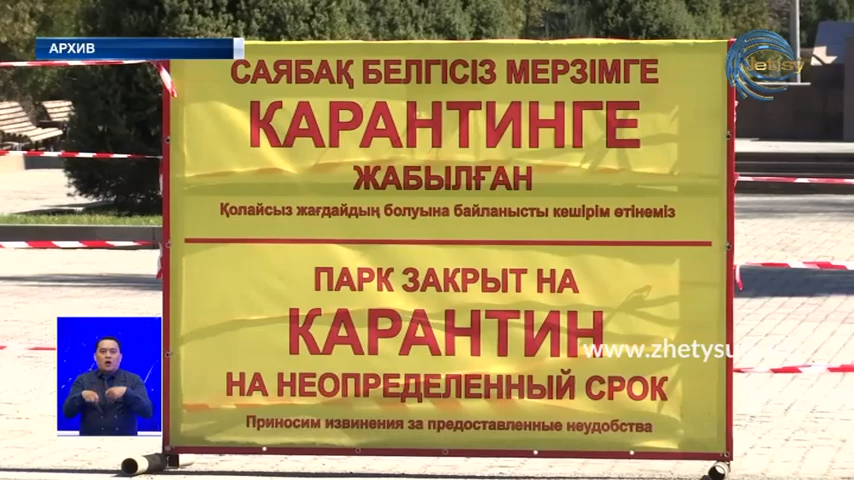 АРХИВ
Jetisy
САЯБАҚ БЕЛГІСІЗ МЕРЗІМГЕ
КАРАНТИНГЕ
ЖАБЫЛҒАН
Қолайсыз жағдайдың болуына байланысты кешірім өтінеміз
ПАРК ЗАКРЫТ НА
КАРАНТИН
НА НЕОПРЕДЕЛЕННЫЙ СРОК
Приносим извинения за предоставленные неудобства
www.zhetysu